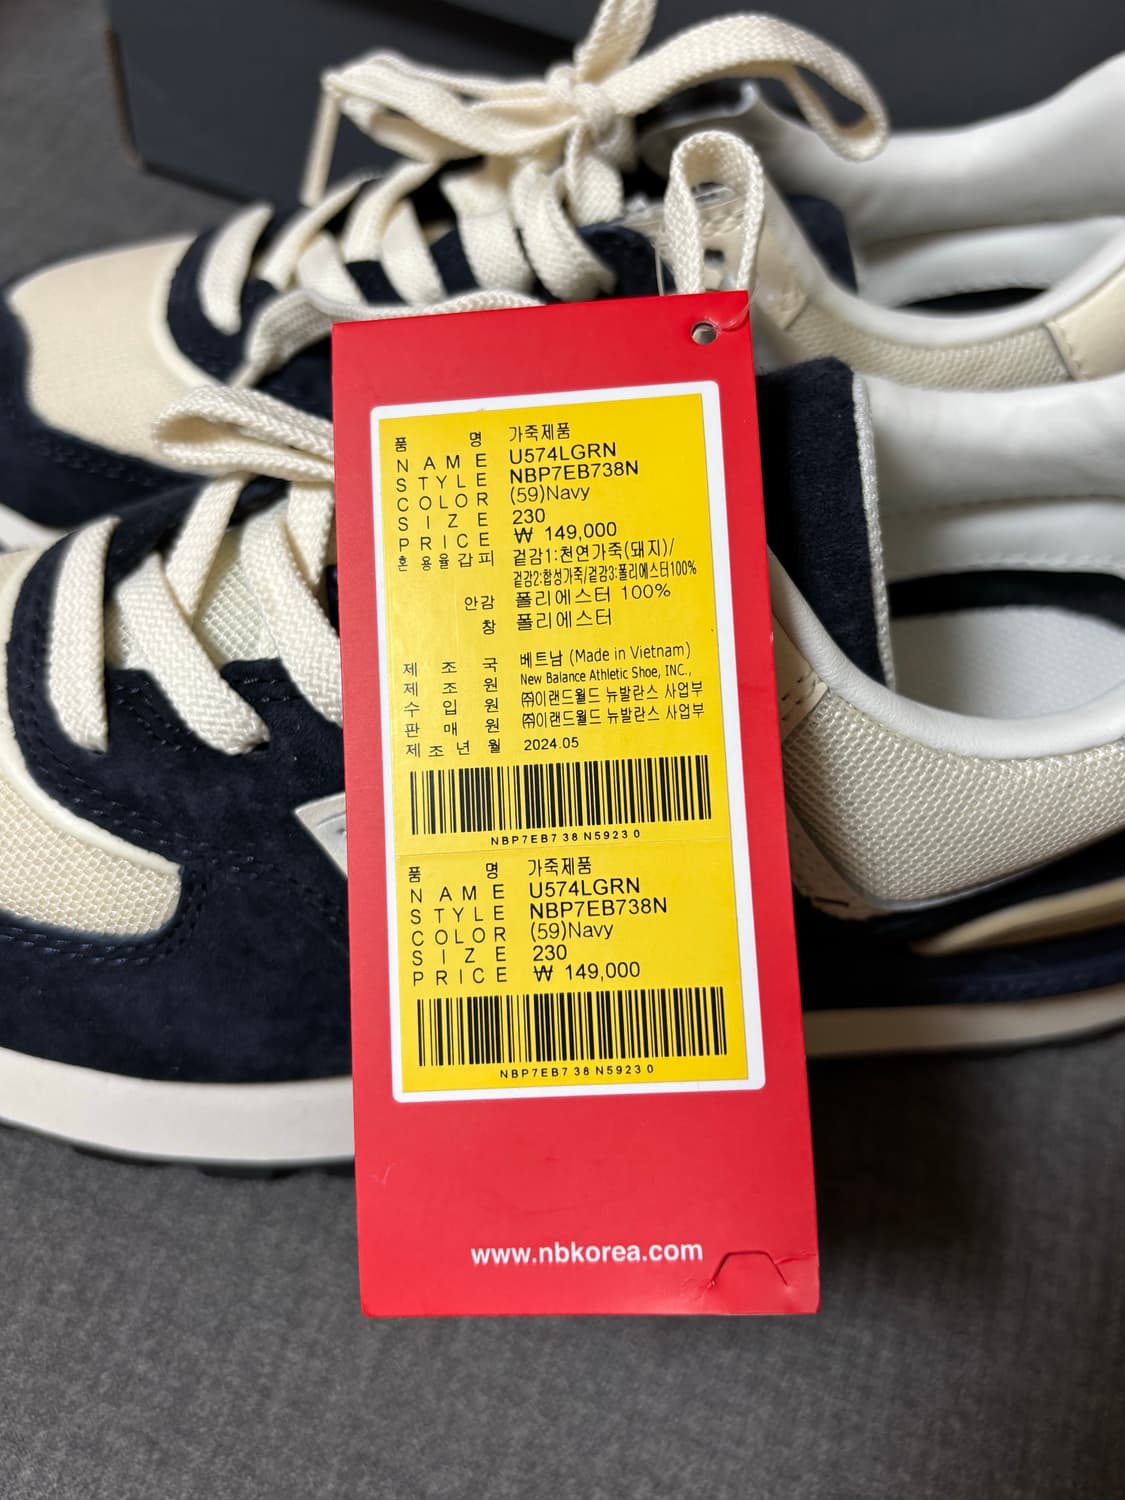 품 명 가죽제품
NAME U574LGRN
STYLE NBP7EB738N
COLOR (59)Navy
SIZE 230
PRICE ₩ 149,000
혼용율겉피 겉감1:천연가죽(돼지)/
겉감2:합성가죽/겉감3:폴리에스터100%
안감 폴리에스터 100%
창 폴리에스터
제 조 국 베트남 (Made in Vietnam)
제 조 원 New Balance Athletic Shoe, INC.,
수 입 원 ㈜이랜드월드 뉴발란스 사업부
판 매 원 ㈜이랜드월드 뉴발란스 사업부
제조년월 2024.05
NBP7EB738N59230
품 명 가죽제품
NAME U574LGRN
STYLE NBP7EB738N
COLOR (59)Navy
SIZE 230
PRICE ₩ 149,000
NBP7EB738N59230
www.nbkorea.com